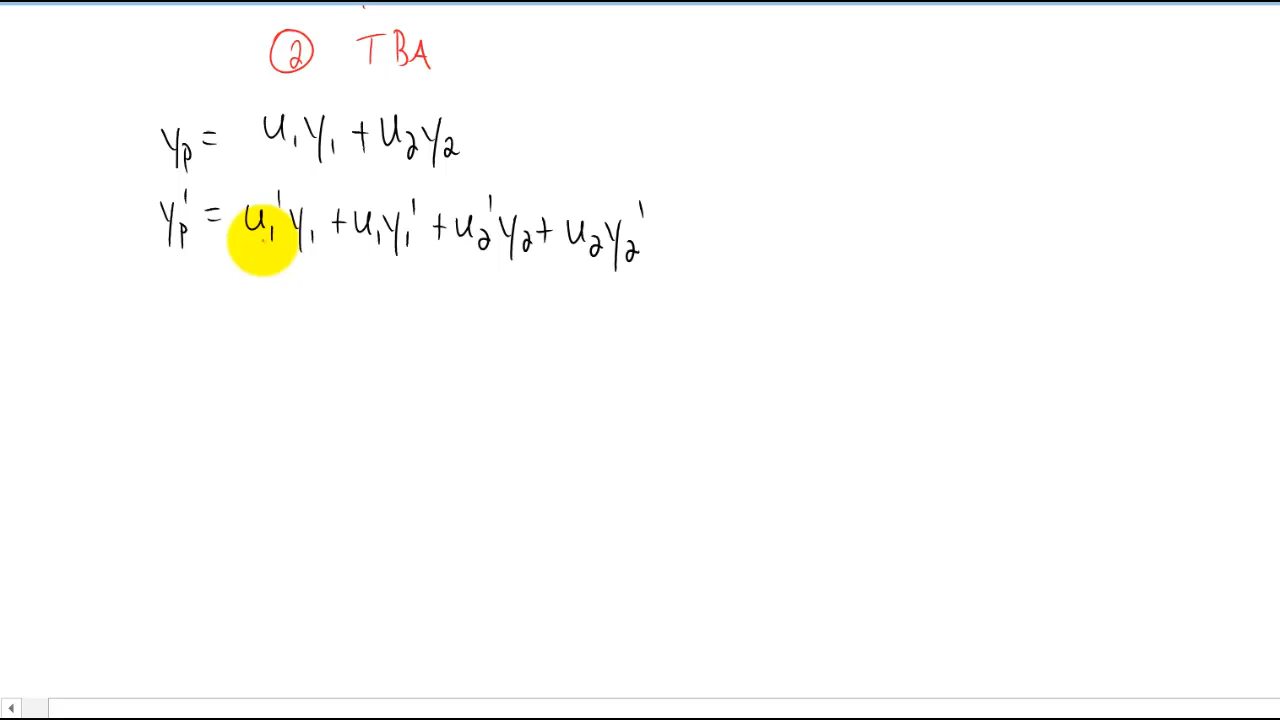 ② TBA
yₚ = u₁y₁ + u₂y₂
yₚ' = u₁'y₁ + u₁y₁' + u₂'y₂ + u₂y₂'